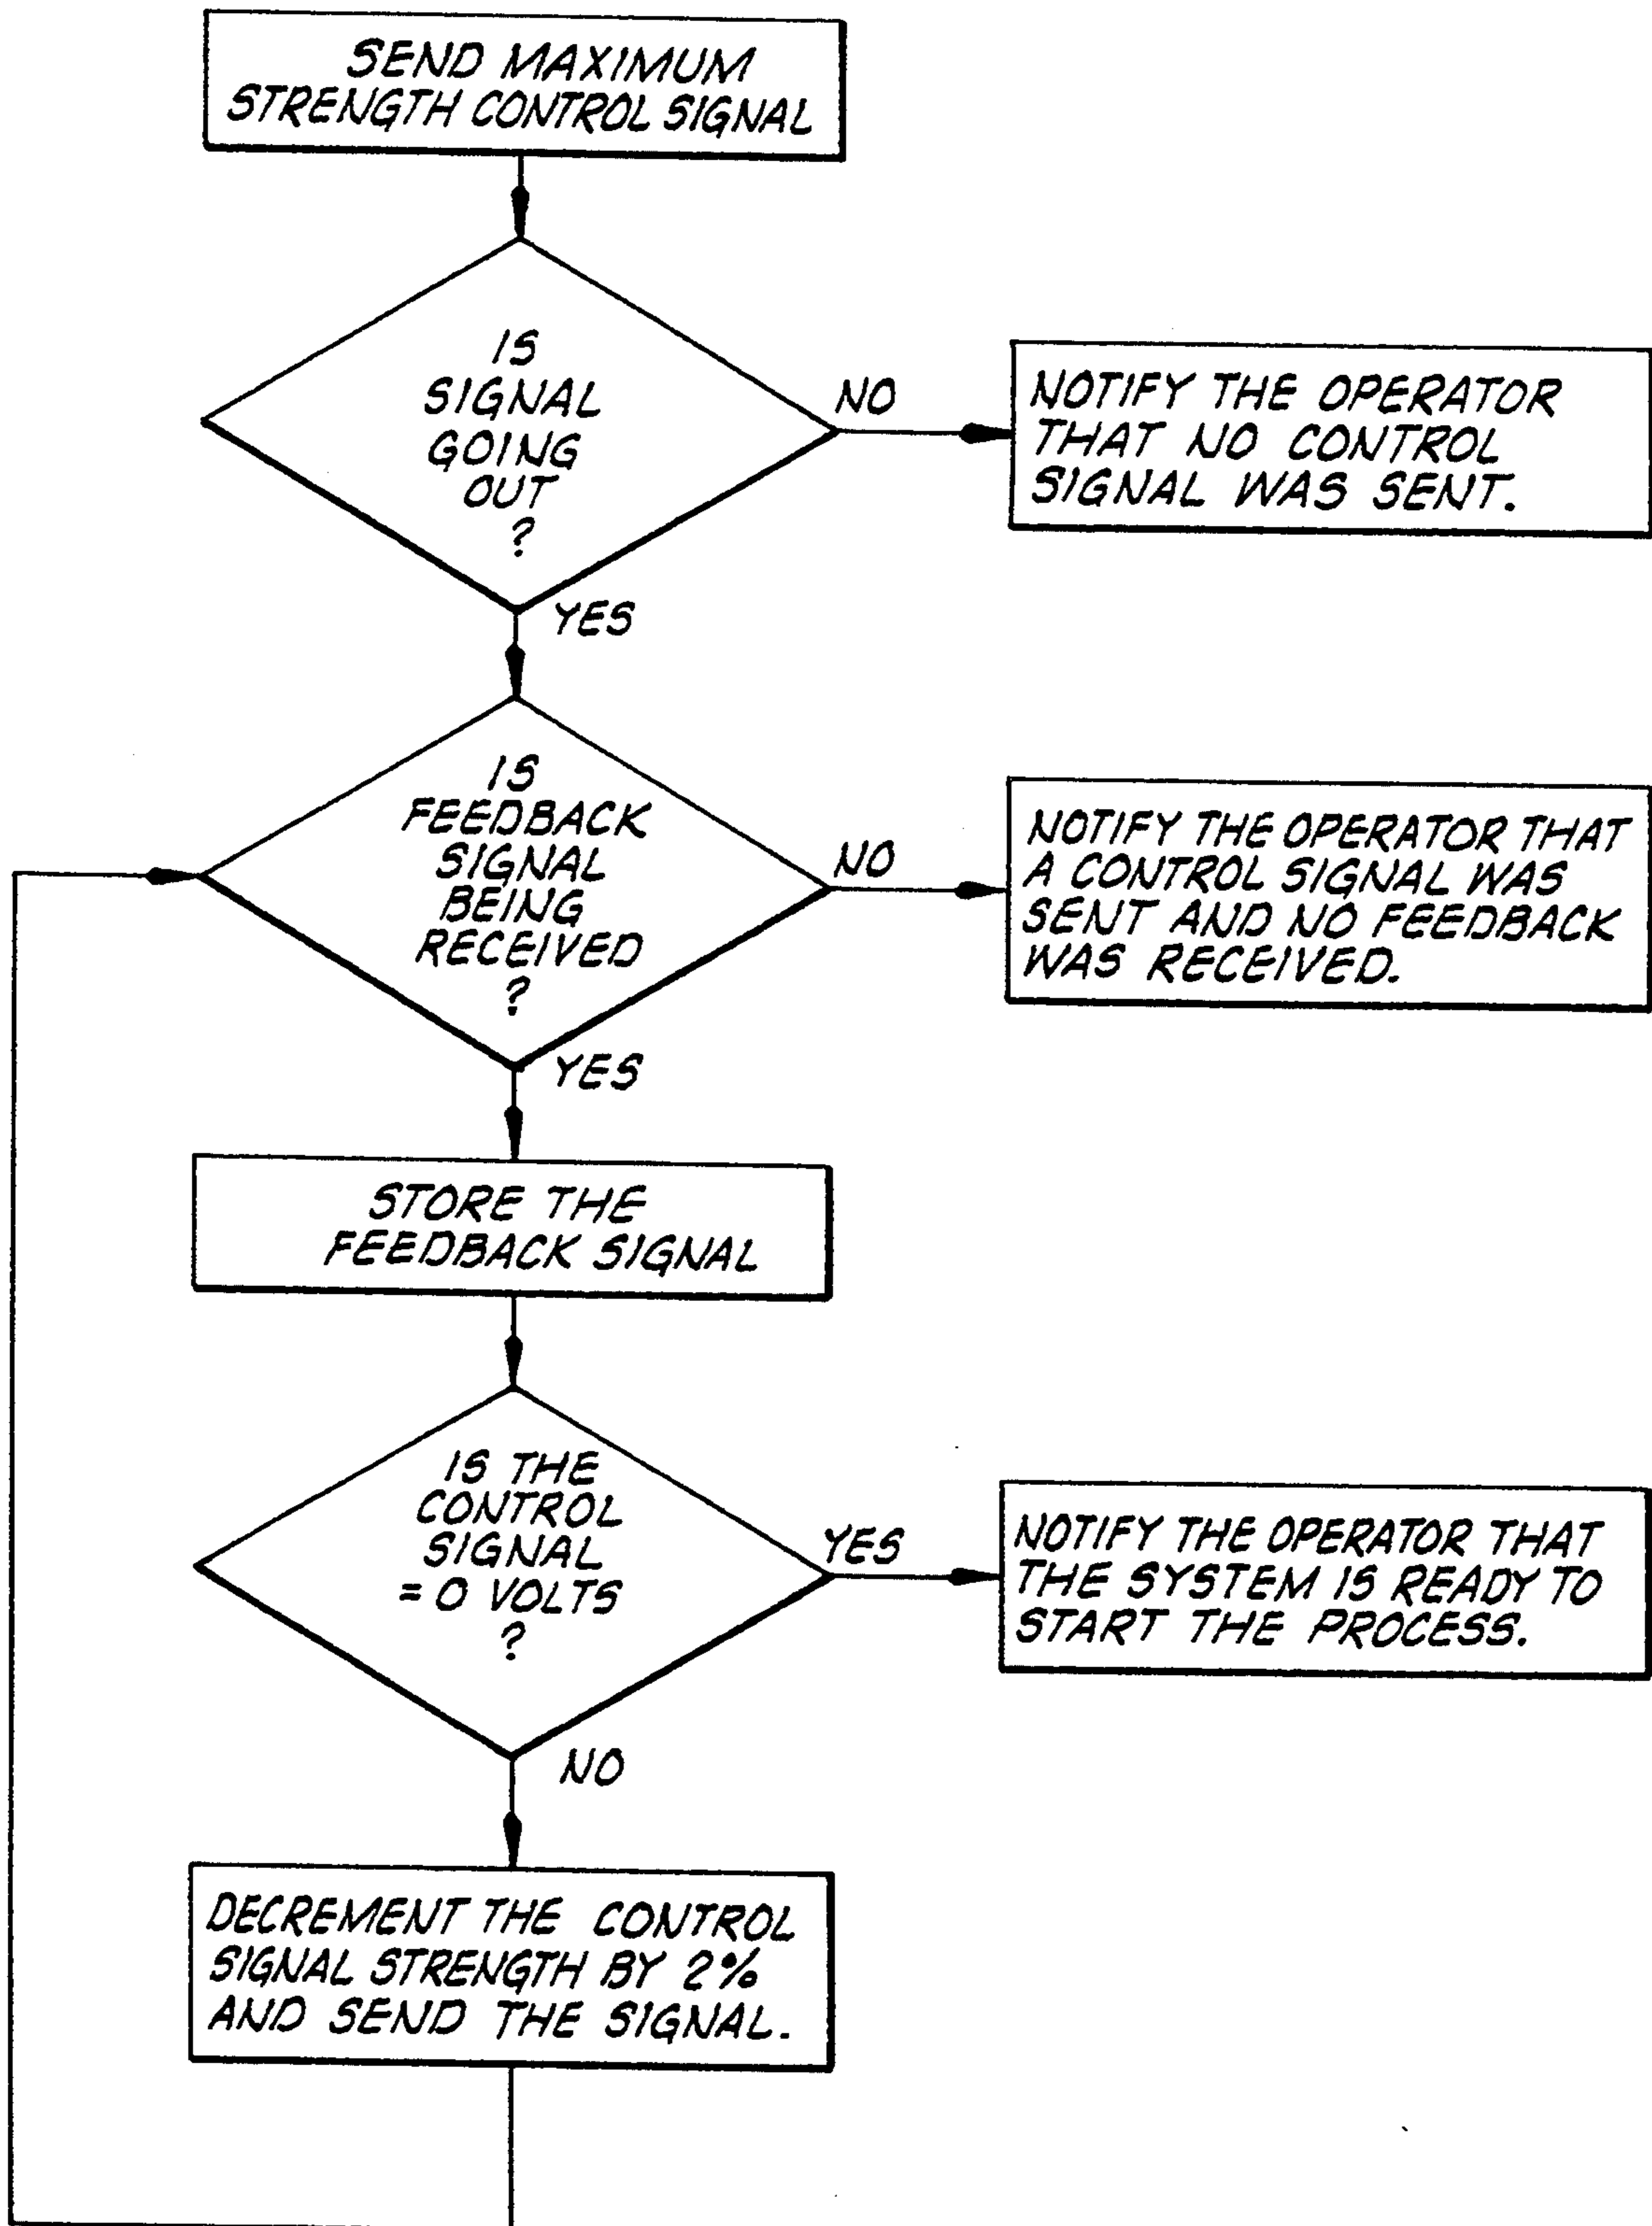 SEND MAXIMUM
STRENGTH CONTROL SIGNAL
IS
SIGNAL
GOING
OUT
?
NO
NOTIFY THE OPERATOR
THAT NO CONTROL
SIGNAL WAS SENT.
YES
IS
FEEDBACK
SIGNAL
BEING
RECEIVED
?
NO
NOTIFY THE OPERATOR THAT
A CONTROL SIGNAL WAS
SENT AND NO FEEDBACK
WAS RECEIVED.
YES
STORE THE
FEEDBACK SIGNAL
IS THE
CONTROL
SIGNAL
= 0 VOLTS
?
YES
NOTIFY THE OPERATOR THAT
THE SYSTEM IS READY TO
START THE PROCESS.
NO
DECREMENT THE CONTROL
SIGNAL STRENGTH BY 2%
AND SEND THE SIGNAL.